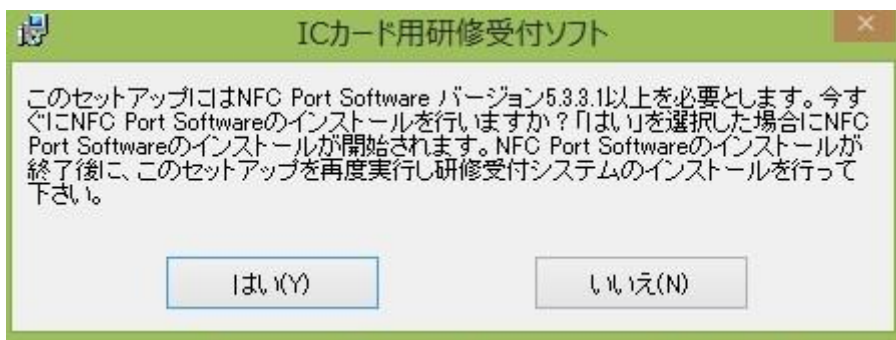 ICカード用研修受付ソフト
このセットアップにはNFC Port Software バージョン5.3.3.1以上を必要とします。今す
ぐにNFC Port Softwareのインストールを行いますか？「はい」を選択した場合にNFC
Port Softwareのインストールが開始されます。NFC Port Softwareのインストールが
終了後に、このセットアップを再度実行し研修受付システムのインストールを行って
下さい。
はい(Y)
いいえ(N)